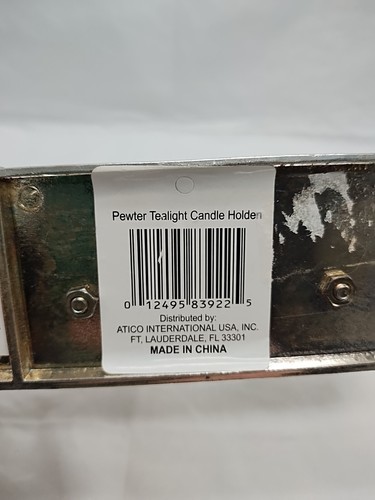 Pewter Tealight Candle Holder
0 12495 83922 5
Distributed by:
ATICO INTERNATIONAL USA, INC.
FT. LAUDERDALE, FL 33301
MADE IN CHINA